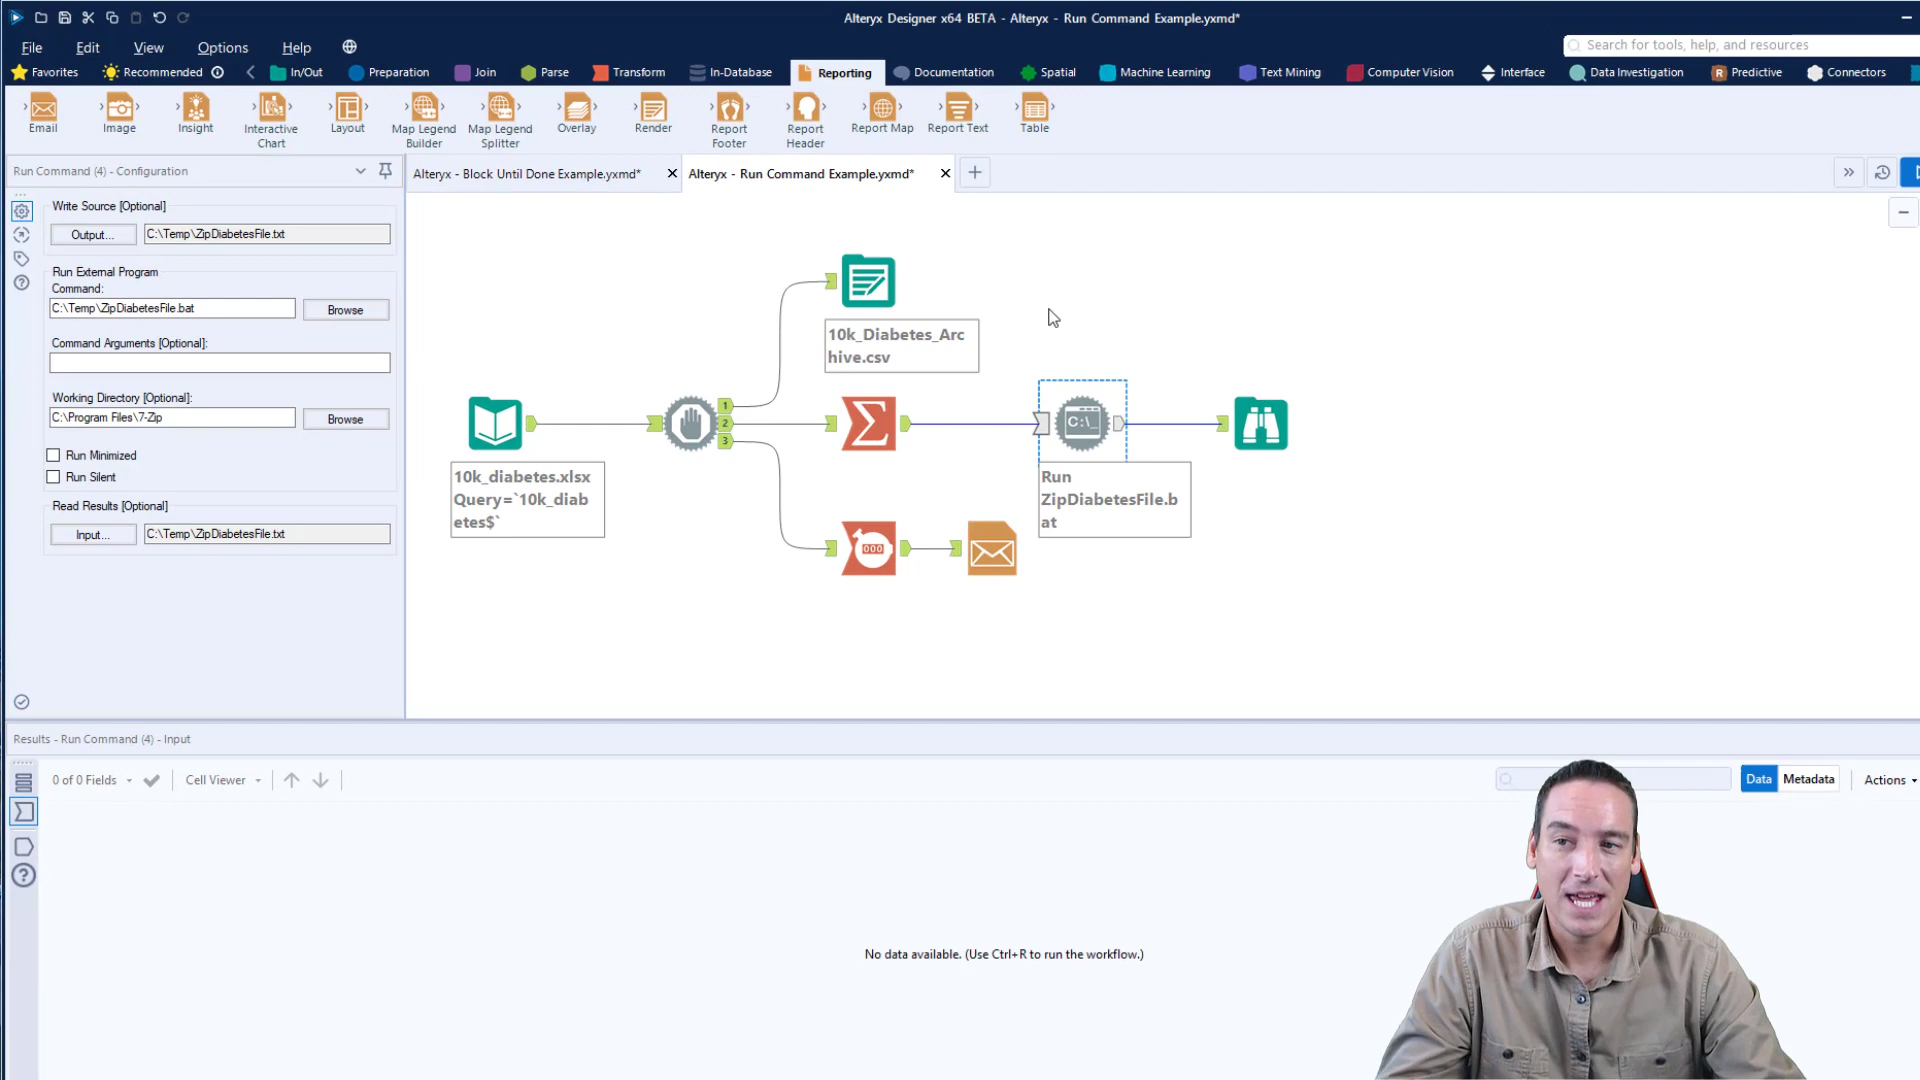 Alteryx Designer x64 BETA - Alteryx - Run Command Example.yxmd*
File Edit View Options Help
Search for tools, help, and resources
Favorites Recommended In/Out Preparation Join Parse Transform In-Database Reporting Documentation Spatial Machine Learning Text Mining Computer Vision Interface Data Investigation Predictive Connectors
Email Image Insight Interactive Chart Layout Map Legend Builder Map Legend Splitter Overlay Render Report Footer Report Header Report Map Report Text Table
Run Command (4) - Configuration
Alteryx - Block Until Done Example.yxmd*
Alteryx - Run Command Example.yxmd*
Write Source [Optional]
Output... C:\Temp\ZipDiabetesFile.txt
Run External Program
Command:
C:\Temp\ZipDiabetesFile.bat Browse
Command Arguments [Optional]:
Working Directory [Optional]:
C:\Program Files\7-Zip Browse
Run Minimized
Run Silent
Read Results [Optional]
Input... C:\Temp\ZipDiabetesFile.txt
10k_Diabetes_Arc
hive.csv
1
2
3
C:\_
10k_diabetes.xlsx
Query=`10k_diab
etes$`
Run
ZipDiabetesFile.b
at
000
Results - Run Command (4) - Input
0 of 0 Fields Cell Viewer Data Metadata Actions
No data available. (Use Ctrl+R to run the workflow.)